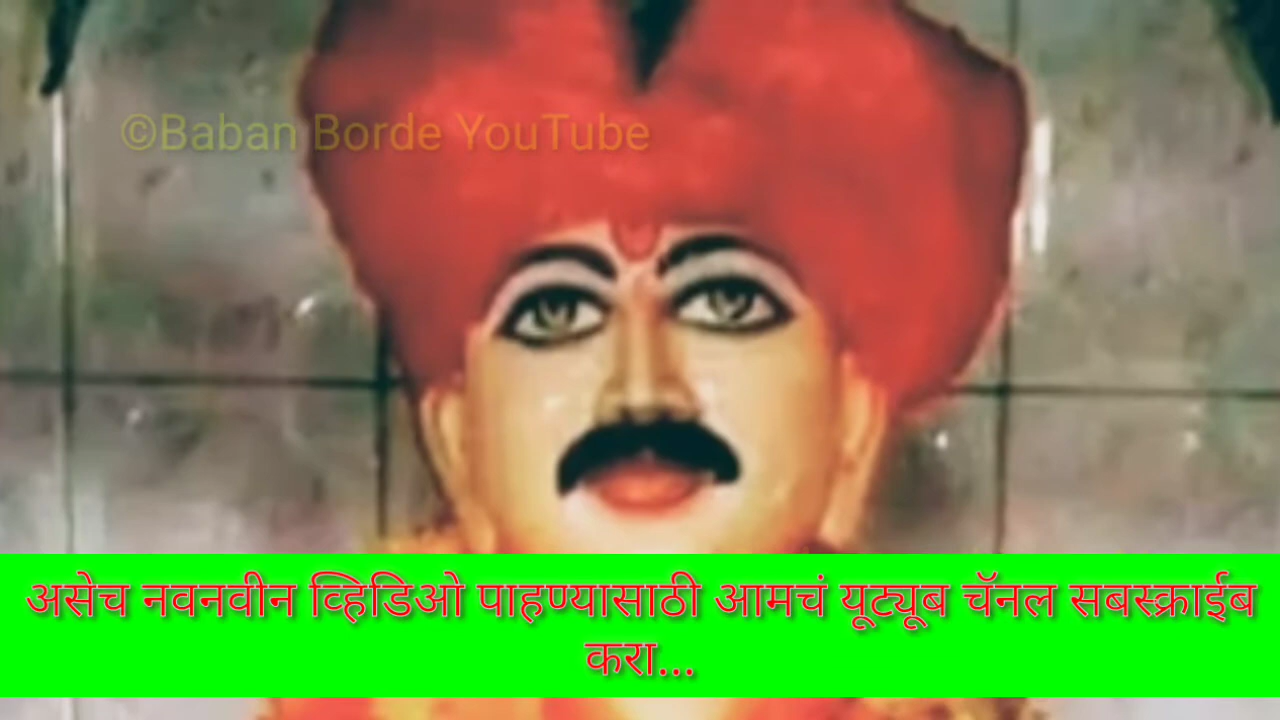 ©Baban Borde YouTube
असेच नवनवीन व्हिडिओ पाहण्यासाठी आमचं यूट्यूब चॅनल सबस्क्राईब
करा...